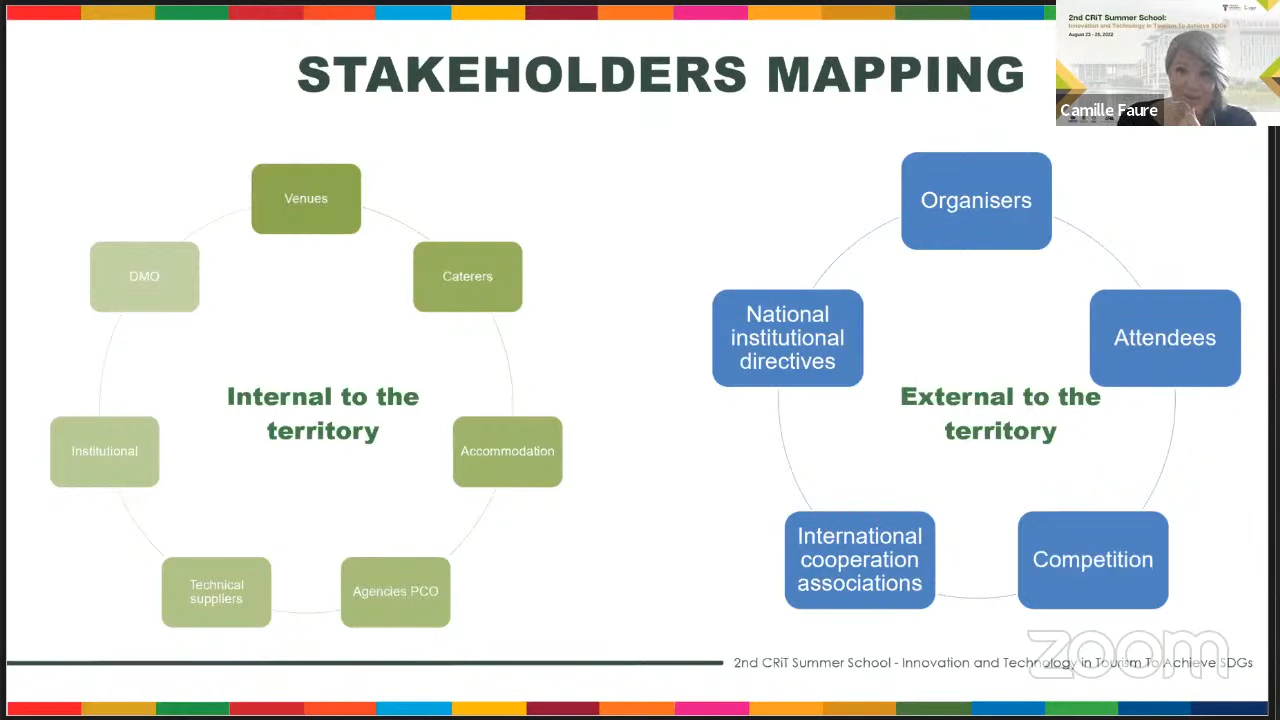 STAKEHOLDERS MAPPING
2nd CRiT Summer School:
Innovation and Technology in Tourism To Achieve SDGs
August 23 - 26, 2022
Camille Faure
Venues
DMO
Caterers
Internal to the
territory
Institutional
Accommodation
Technical
suppliers
Agencies PCO
Organisers
National
institutional
directives
Attendees
External to the
territory
International
cooperation
associations
Competition
zoom
2nd CRiT Summer School - Innovation and Technology in Tourism To Achieve SDGs